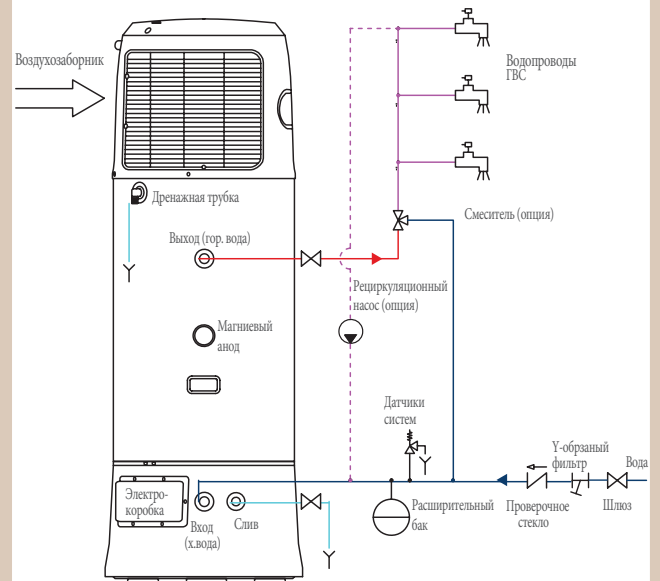 Воздухозаборник
Водопроводы
ГВС
Дренажная трубка
Смеситель (опция)
Выход (гор. вода)
Рециркуляционный
насос (опция)
Магниевый
анод
Датчики
систем
Y-обрзаный
фильтр
Вода
Электро-
коробка
Вход
(х.вода)
Слив
Расширительный
бак
Проверочное
стекло
Шлюз